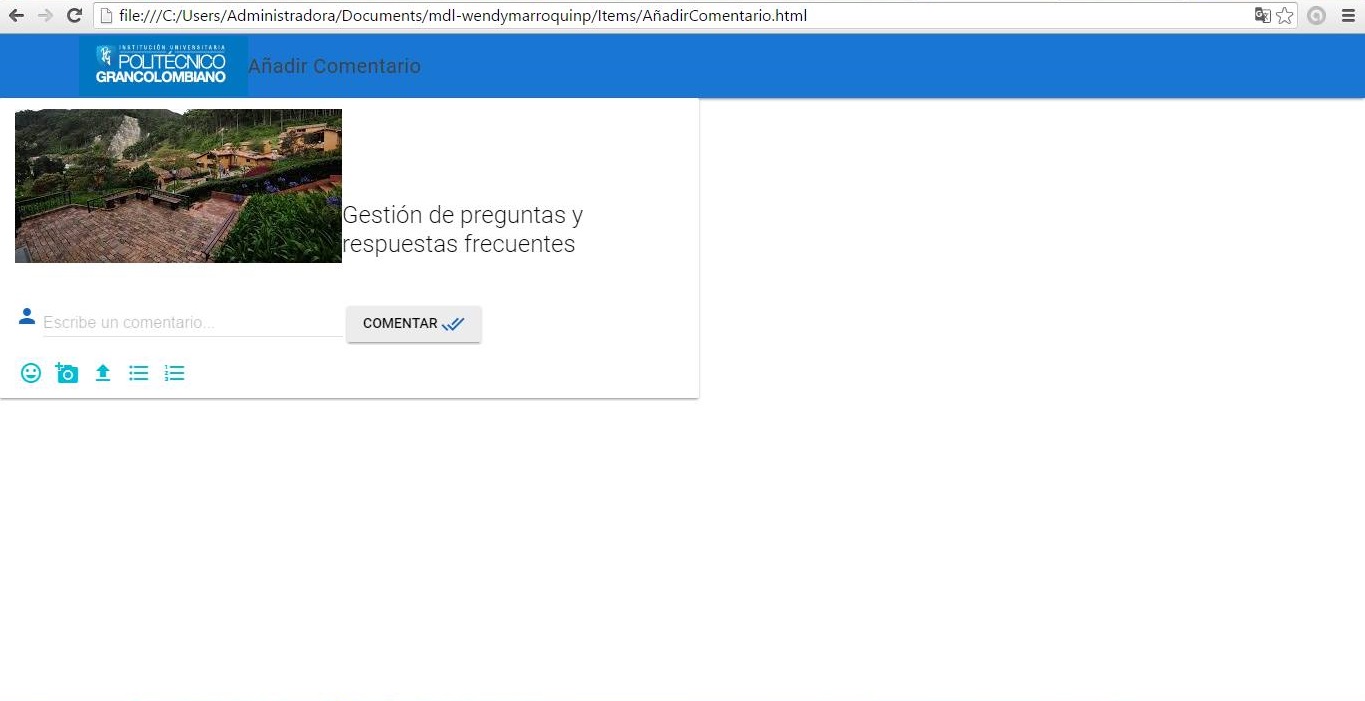 file:///C:/Users/Administradora/Documents/mdl-wendymarroquinp/Items/AñadirComentario.html
INSTITUCIÓN UNIVERSITARIA
POLITÉCNICO
GRANCOLOMBIANO
Añadir Comentario
Gestión de preguntas y
respuestas frecuentes
Escribe un comentario...
COMENTAR